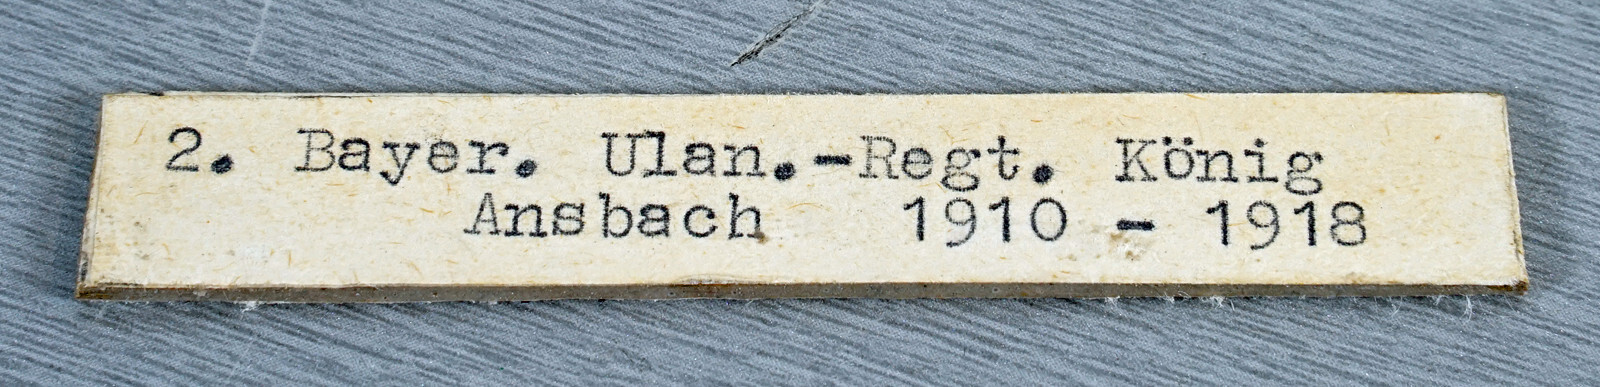 2. Bayer. Ulan.-Regt. König
Ansbach 1910 - 1918